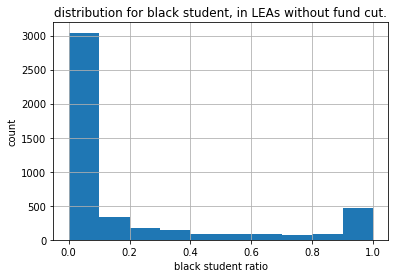 distribution for black student, in LEAs without fund cut.
3000
2500
2000
1500
1000
500
0
count
0.0 0.2 0.4 0.6 0.8 1.0
black student ratio